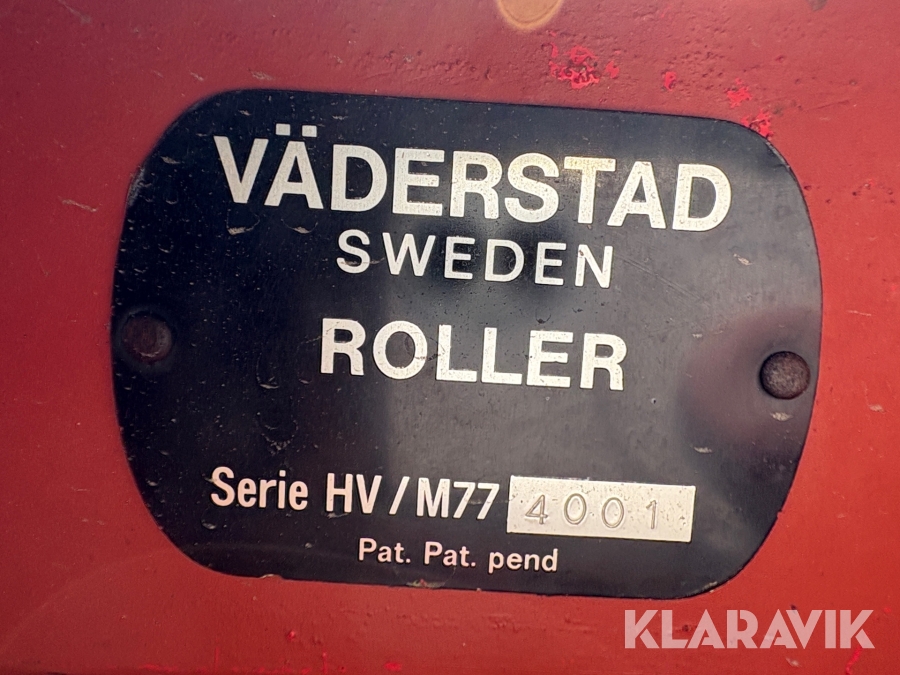 VÄDERSTAD
SWEDEN
ROLLER
Serie HV/M77 4001
Pat. Pat. pend
KLARAVIK